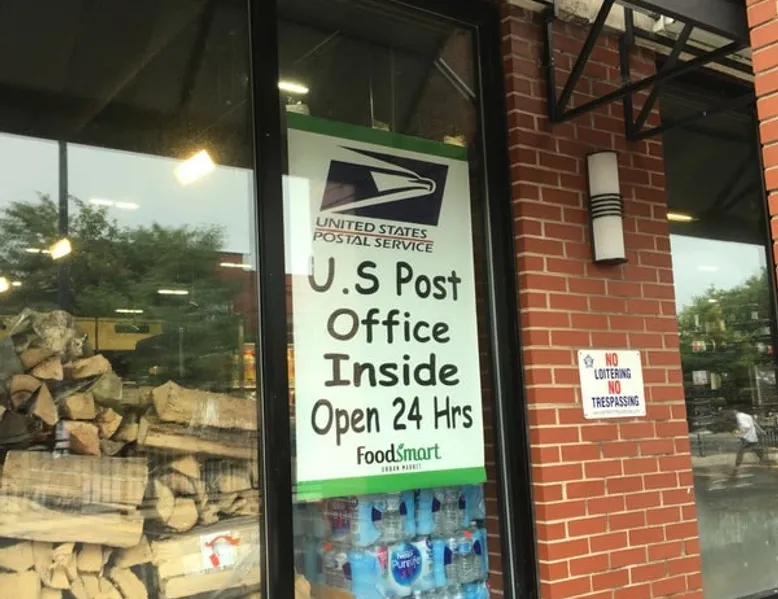 UNITED STATES
POSTAL SERVICE
U.S Post
Office
Inside
Open 24 Hrs
FoodSmart
URBAN MARKET
NO
LOITERING
NO
TRESPASSING
Nestle
Pure Life